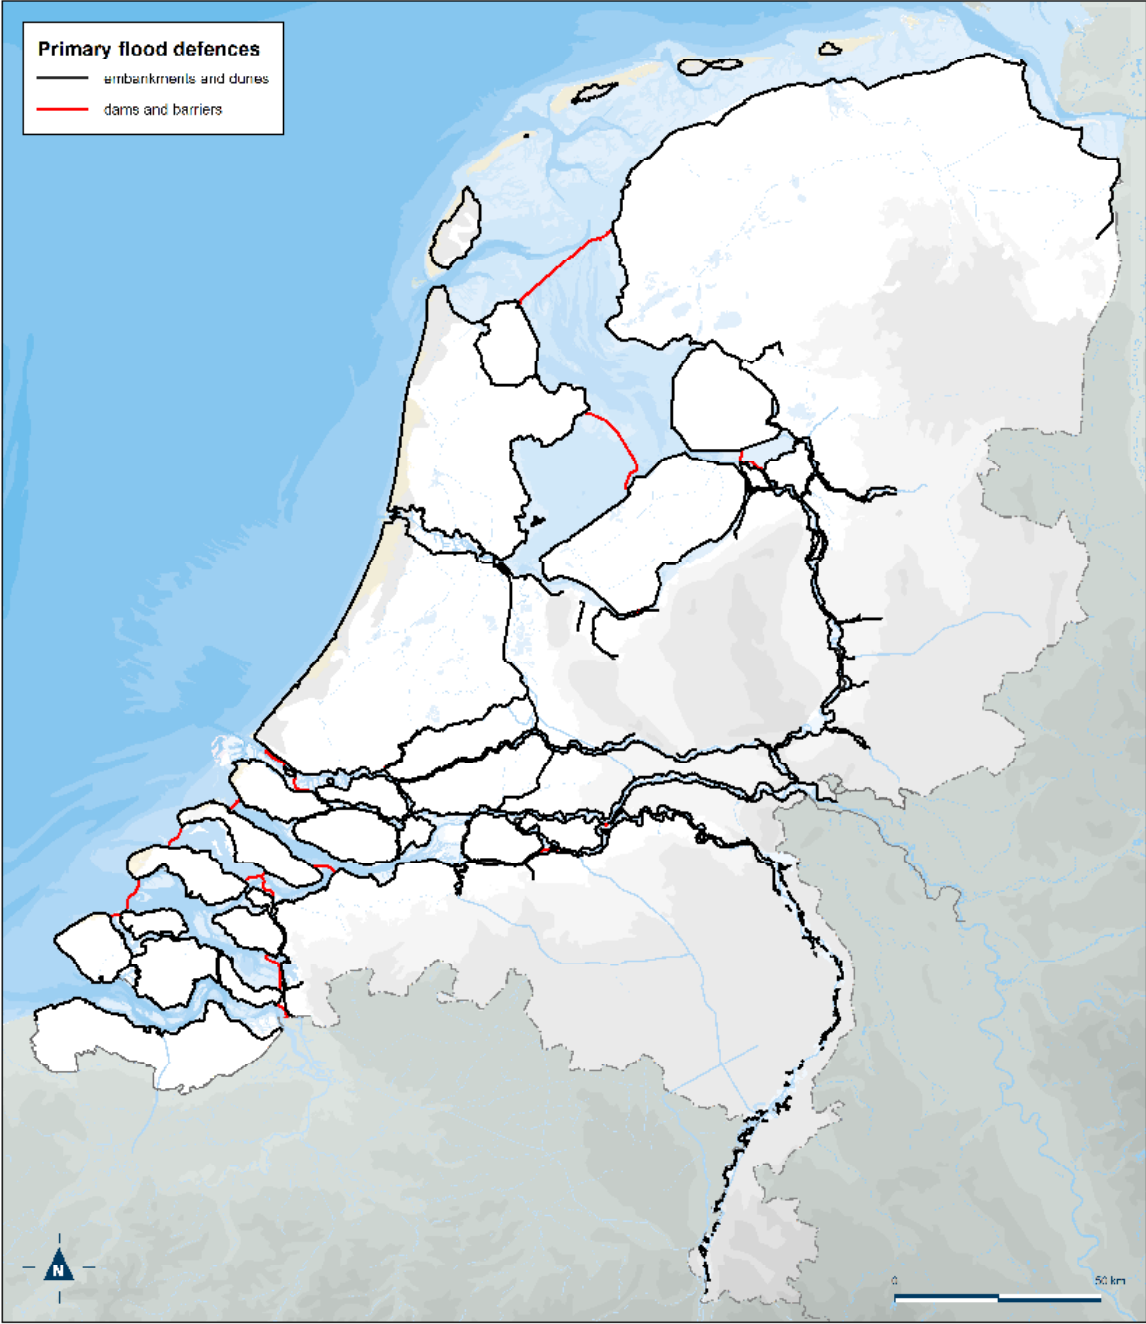 Primary flood defences
embankments and dunes
dams and barriers
N
0
50 km